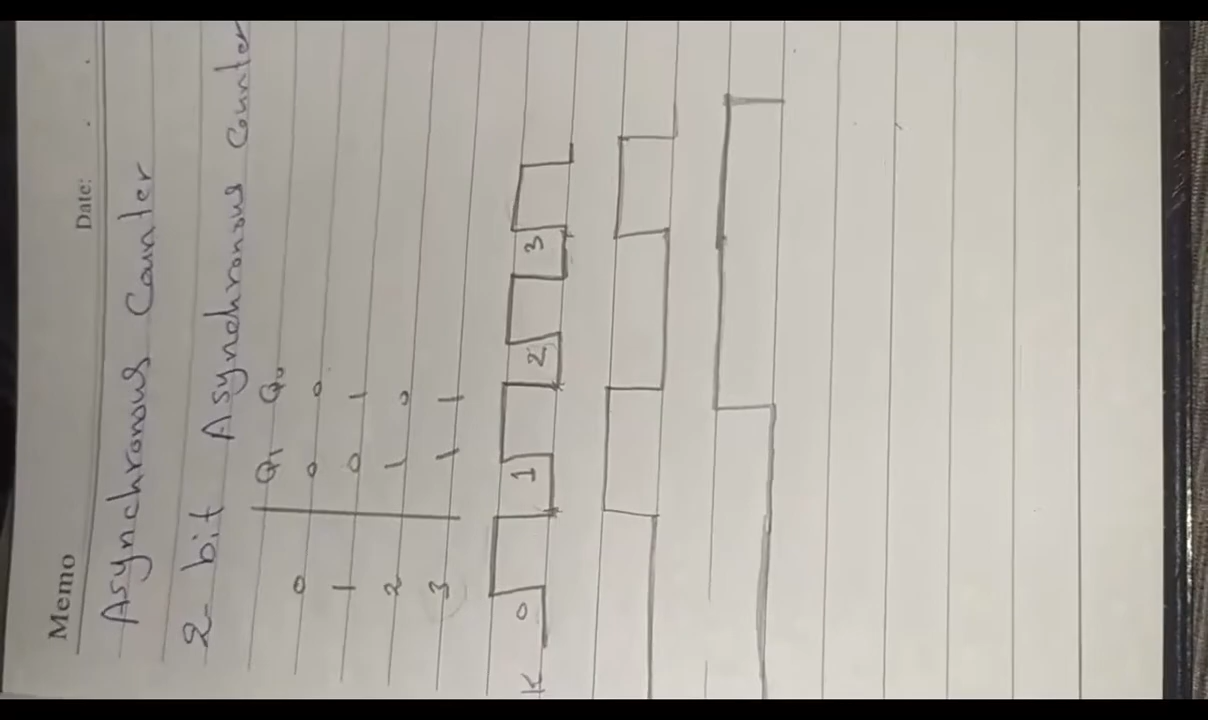 Memo
Date:
Asynchronous Counter
2-bit Asynchronous Counter
Q1 Q0
0 0 0
1 0 1
2 1 0
3 1 1
K 0 1 2 3